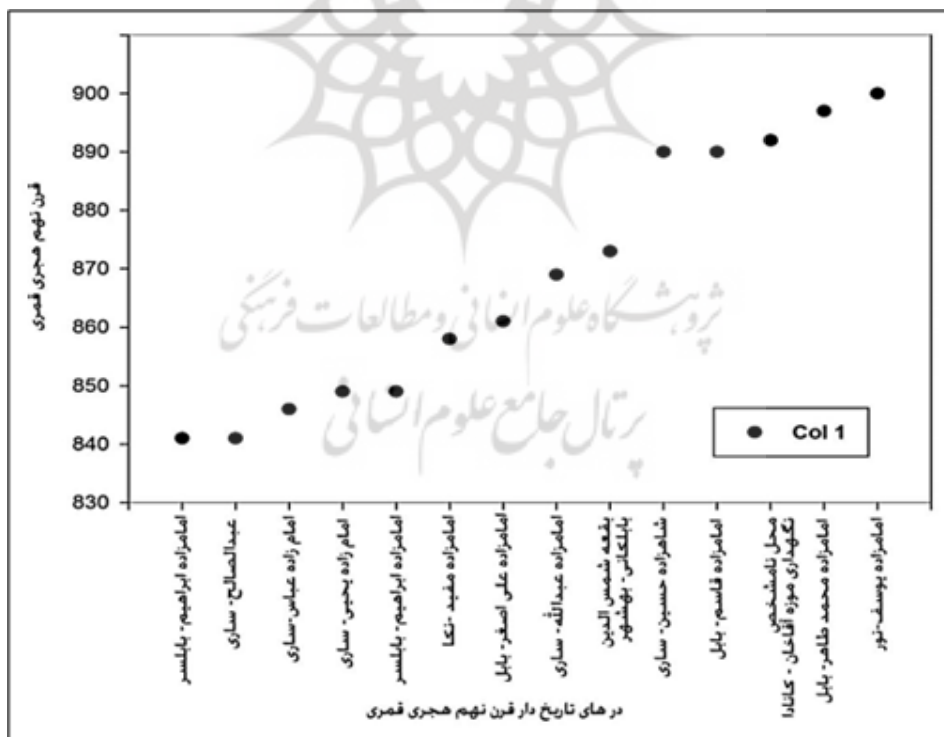 900
890
880
870
860
850
840
830
قرن نهم هجری قمری
پژوهشگاه علوم انسانی و مطالعات فرهنگی
پرتال جامع علوم انسانی
Col 1
امامزاده ابراهیم- بابلسر
عبدالصالح- ساری
امام زاده عباس-ساری
امام زاده یحیی- ساری
امامزاده ابراهیم- بابلسر
امامزاده مفید -نکا
امامزاده علی اصغر- بابل
امامزاده عبدالله- ساری
بقعه شمس الدین
بابلکانی- بهشهر
شاهزاده حسین- ساری
امامزاده قاسم- بابل
محل نامشخص
نگهداری موزه آقاخان - کانادا
امامزاده محمد طاهر- بابل
امامزاده یوسف-نور
در های تاریخ دار قرن نهم هجری قمری